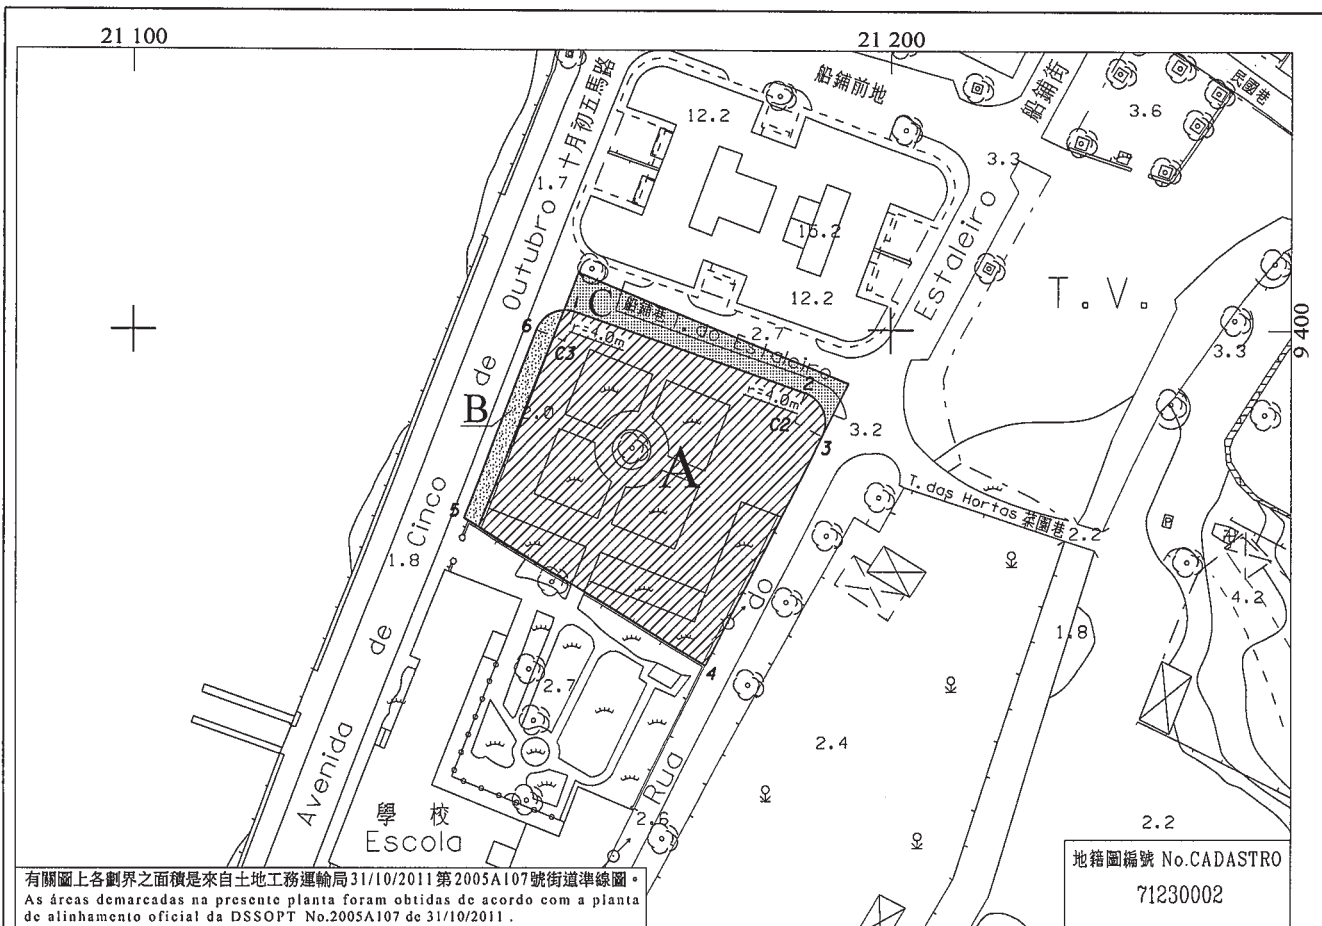 21 100
21 200
9 400
船鋪前地
船鋪街
民國巷
12.2
3.6
3.3
十月初五馬路
1.7
16.2
12.2
Avenida de Cinco de Outubro
Rua do Estaleiro
T. V.
C
船鋪巷 T. do Estaleiro
2.7
3.3
6
r=4.0m
C3
2
r=4.0m
C2
3
3.2
B
2.0
A
5
T. das Hortas 菜園巷 2.2
1.8
4.2
1.8
4
2.7
2.4
2.6
2.2
學校
Escola
有關圖上各劃界之面積是來自土地工務運輸局31/10/2011第2005A107號街道準線圖。
As áreas demarcadas na presente planta foram obtidas de acordo com a planta
de alinhamento oficial da DSSOPT No.2005A107 de 31/10/2011 .
地籍圖編號 No.CADASTRO
71230002